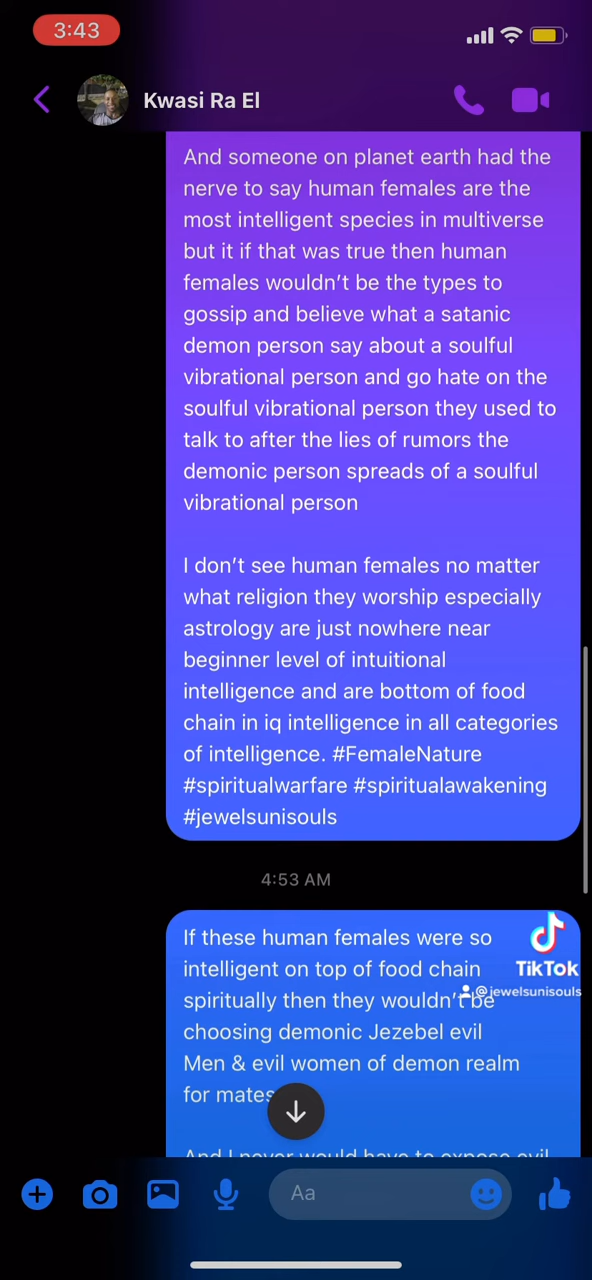 3:43
Kwasi Ra El
And someone on planet earth had the
nerve to say human females are the
most intelligent species in multiverse
but it if that was true then human
females wouldn't be the types to
gossip and believe what a satanic
demon person say about a soulful
vibrational person and go hate on the
soulful vibrational person they used to
talk to after the lies of rumors the
demonic person spreads of a soulful
vibrational person
I don't see human females no matter
what religion they worship especially
astrology are just nowhere near
beginner level of intuitional
intelligence and are bottom of food
chain in iq intelligence in all categories
of intelligence. #FemaleNature
#spiritualwarfare #spiritualawakening
#jewelsunisouls
4:53 AM
If these human females were so
intelligent on top of food chain
spiritually then they wouldn't be
choosing demonic Jezebel evil
Men & evil women of demon realm
for mates
TikTok
@jewelsunisouls
And I never would have to expose evil
Aa